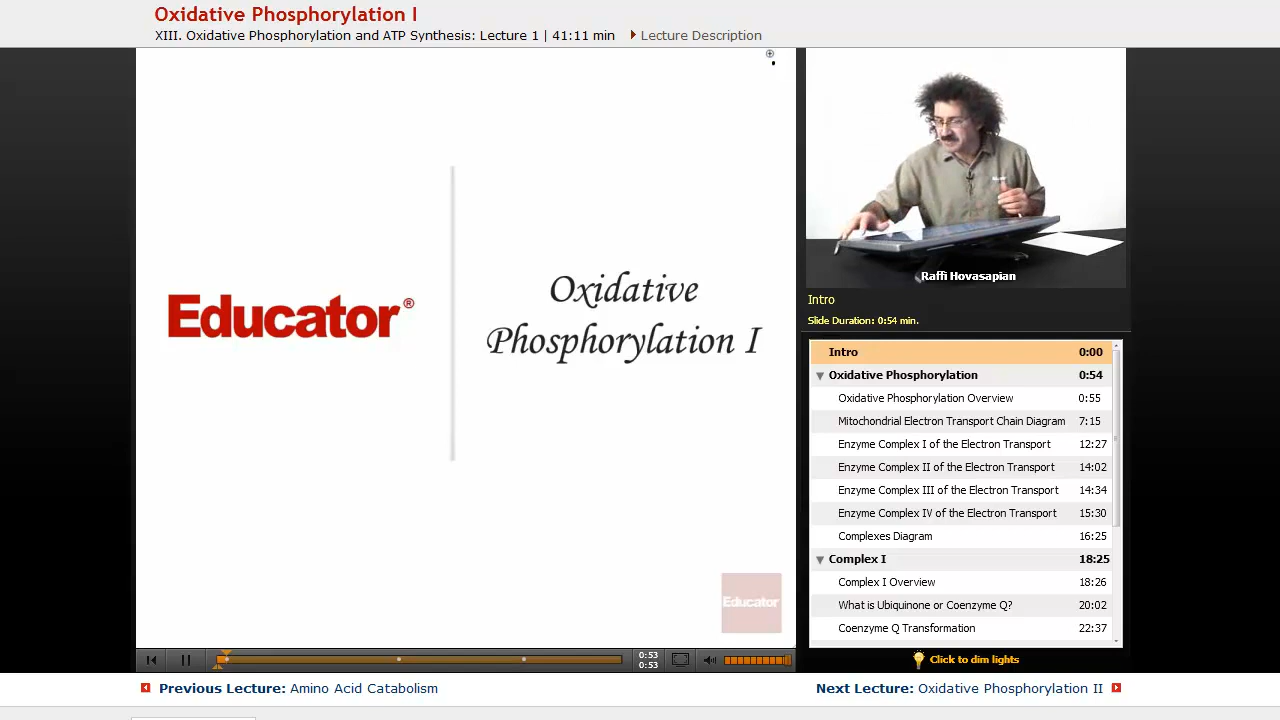 Oxidative Phosphorylation I
XIII. Oxidative Phosphorylation and ATP Synthesis: Lecture 1 | 41:11 min Lecture Description
Educator®
Oxidative
Phosphorylation I
Educator
Raffi Hovasapian
Intro
Slide Duration: 0:54 min.
Intro 0:00
Oxidative Phosphorylation 0:54
Oxidative Phosphorylation Overview 0:55
Mitochondrial Electron Transport Chain Diagram 7:15
Enzyme Complex I of the Electron Transport 12:27
Enzyme Complex II of the Electron Transport 14:02
Enzyme Complex III of the Electron Transport 14:34
Enzyme Complex IV of the Electron Transport 15:30
Complexes Diagram 16:25
Complex I 18:25
Complex I Overview 18:26
What is Ubiquinone or Coenzyme Q? 20:02
Coenzyme Q Transformation 22:37
0:53
0:53
Click to dim lights
Previous Lecture: Amino Acid Catabolism
Next Lecture: Oxidative Phosphorylation II